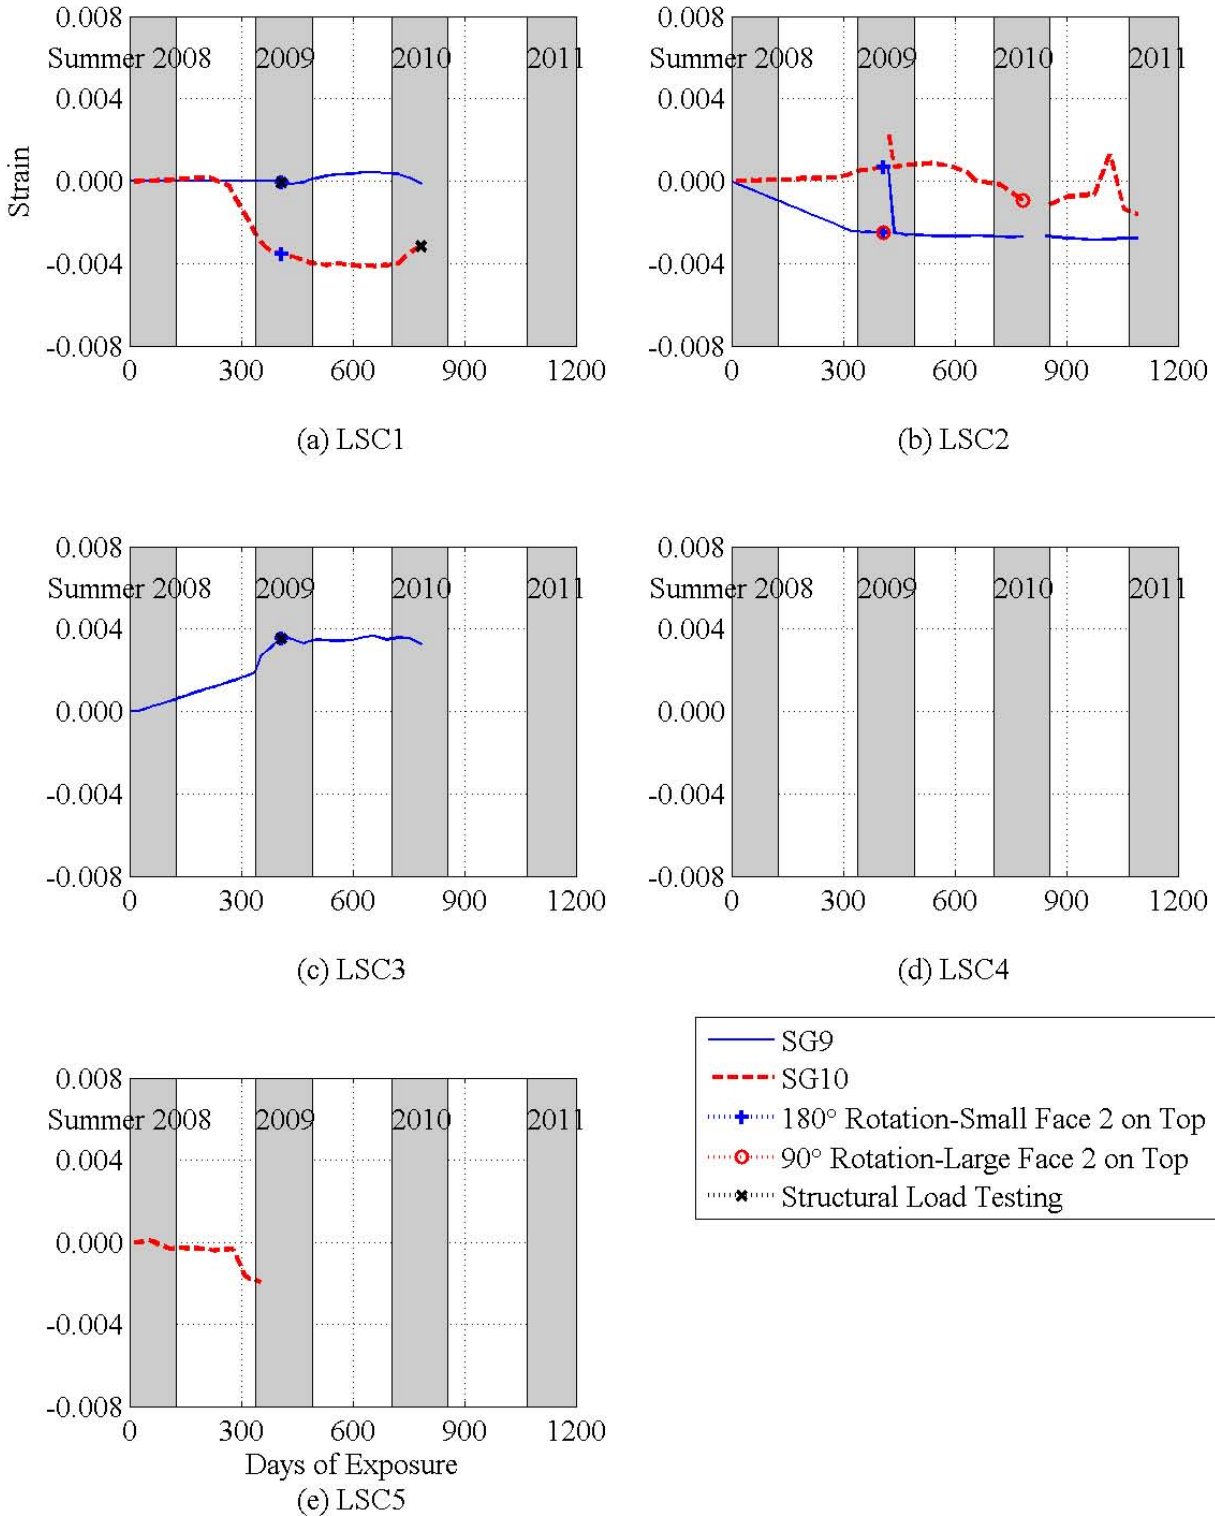 0.008
0.004
0.000
-0.004
-0.008
Strain
Summer 2008 2009 2010 2011
0 300 600 900 1200
(a) LSC1
0.008
0.004
0.000
-0.004
-0.008
Summer 2008 2009 2010 2011
0 300 600 900 1200
(b) LSC2
0.008
0.004
0.000
-0.004
-0.008
Summer 2008 2009 2010 2011
0 300 600 900 1200
(c) LSC3
0.008
0.004
0.000
-0.004
-0.008
Summer 2008 2009 2010 2011
0 300 600 900 1200
(d) LSC4
0.008
0.004
0.000
-0.004
-0.008
Summer 2008 2009 2010 2011
0 300 600 900 1200
Days of Exposure
(e) LSC5
SG9
SG10
180° Rotation-Small Face 2 on Top
90° Rotation-Large Face 2 on Top
Structural Load Testing